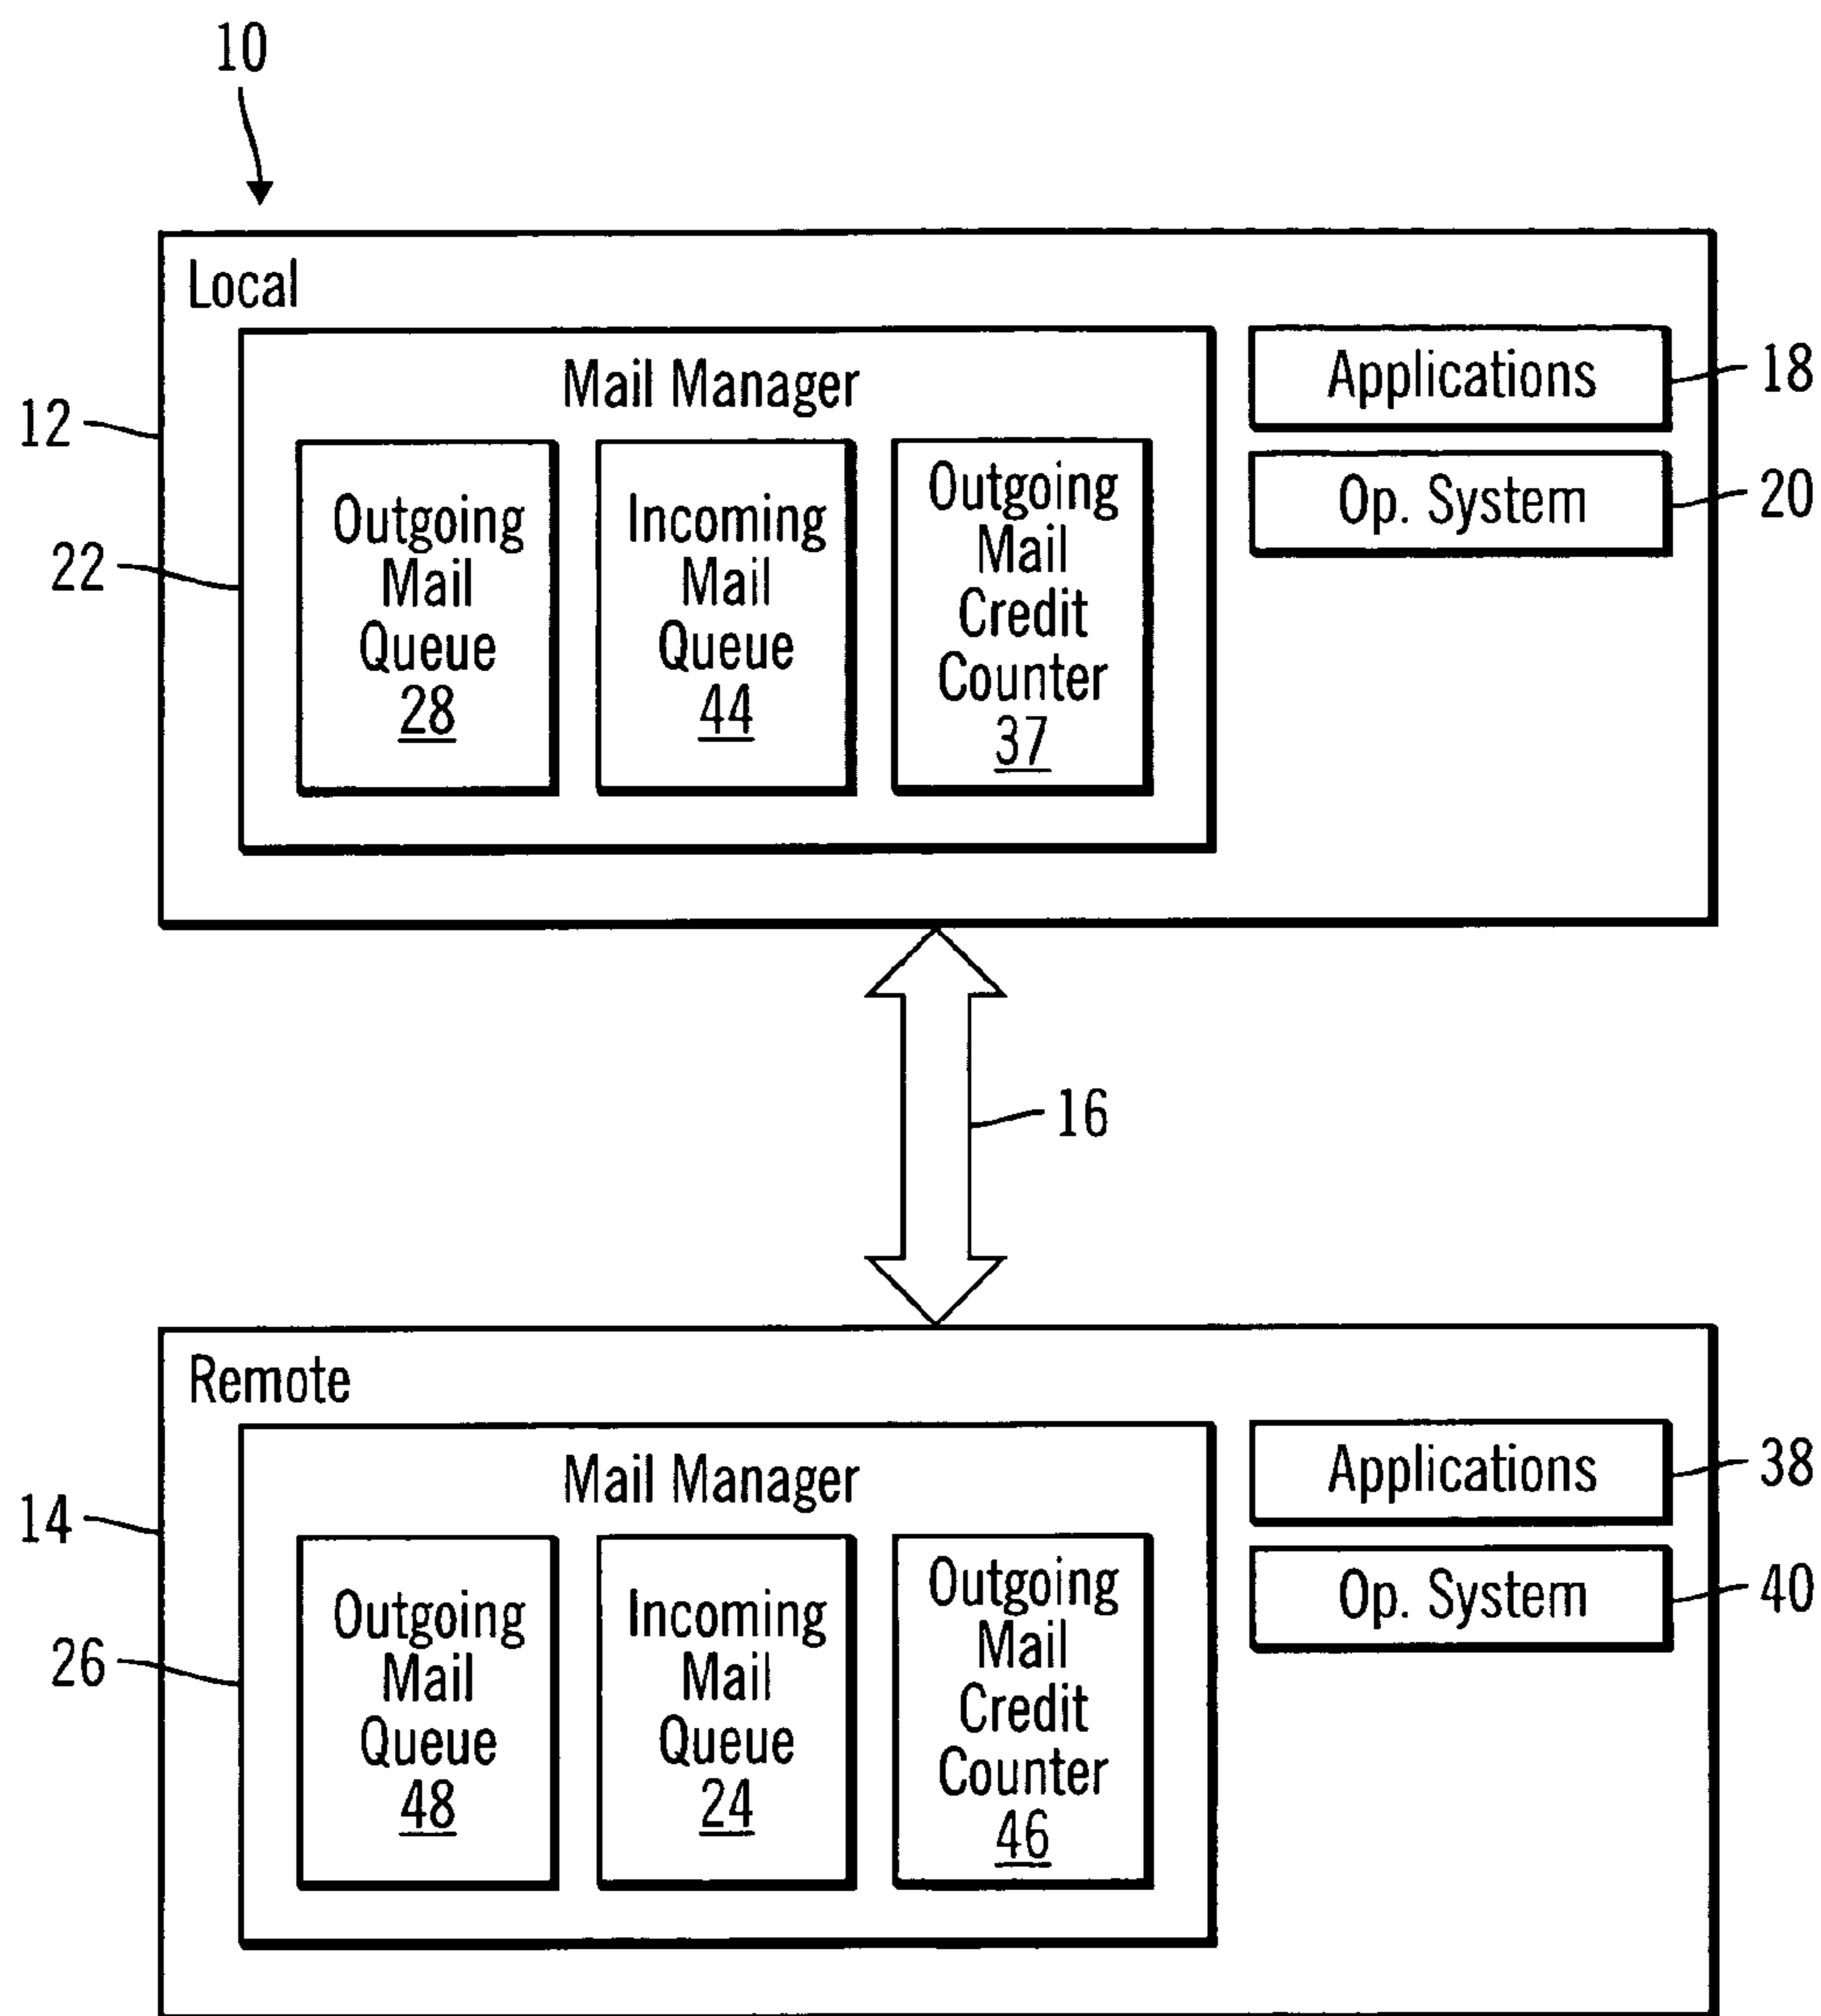 10
Local
Mail Manager
Applications
18
12
Op. System
20
22
Outgoing
Mail
Queue
28
Incoming
Mail
Queue
44
Outgoing
Mail
Credit
Counter
37
16
Remote
Mail Manager
Applications
38
14
Op. System
40
26
Outgoing
Mail
Queue
48
Incoming
Mail
Queue
24
Outgoing
Mail
Credit
Counter
46